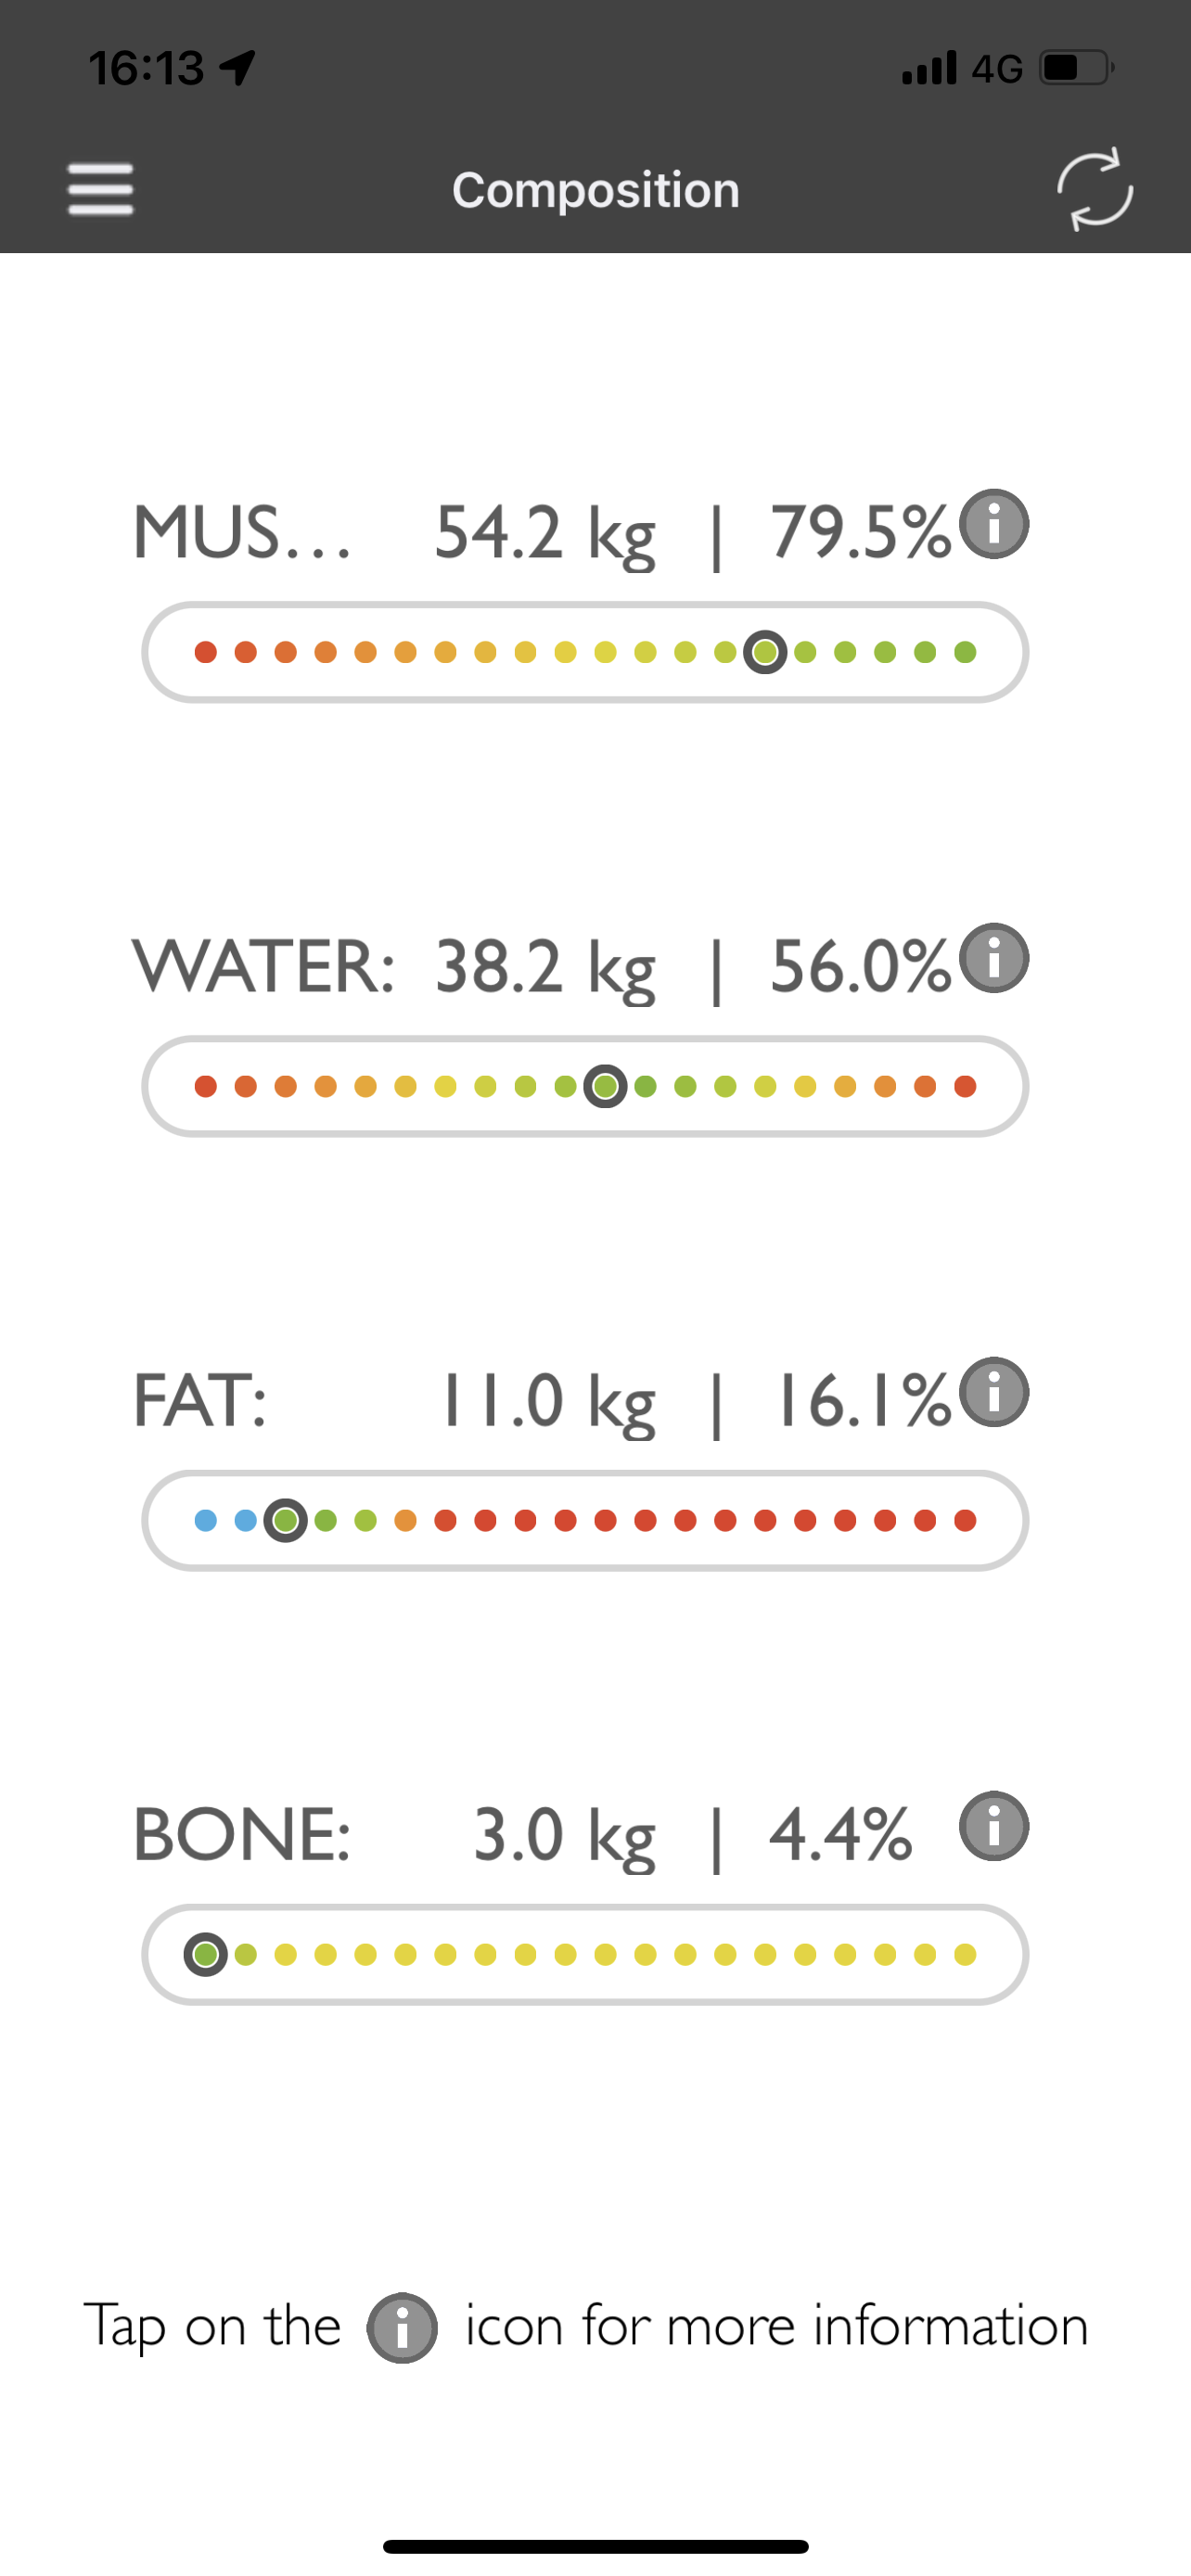 16:13 4G
Composition
MUS... 54.2 kg | 79.5% i
WATER: 38.2 kg | 56.0% i
FAT: 11.0 kg | 16.1% i
BONE: 3.0 kg | 4.4% i
Tap on the i icon for more information